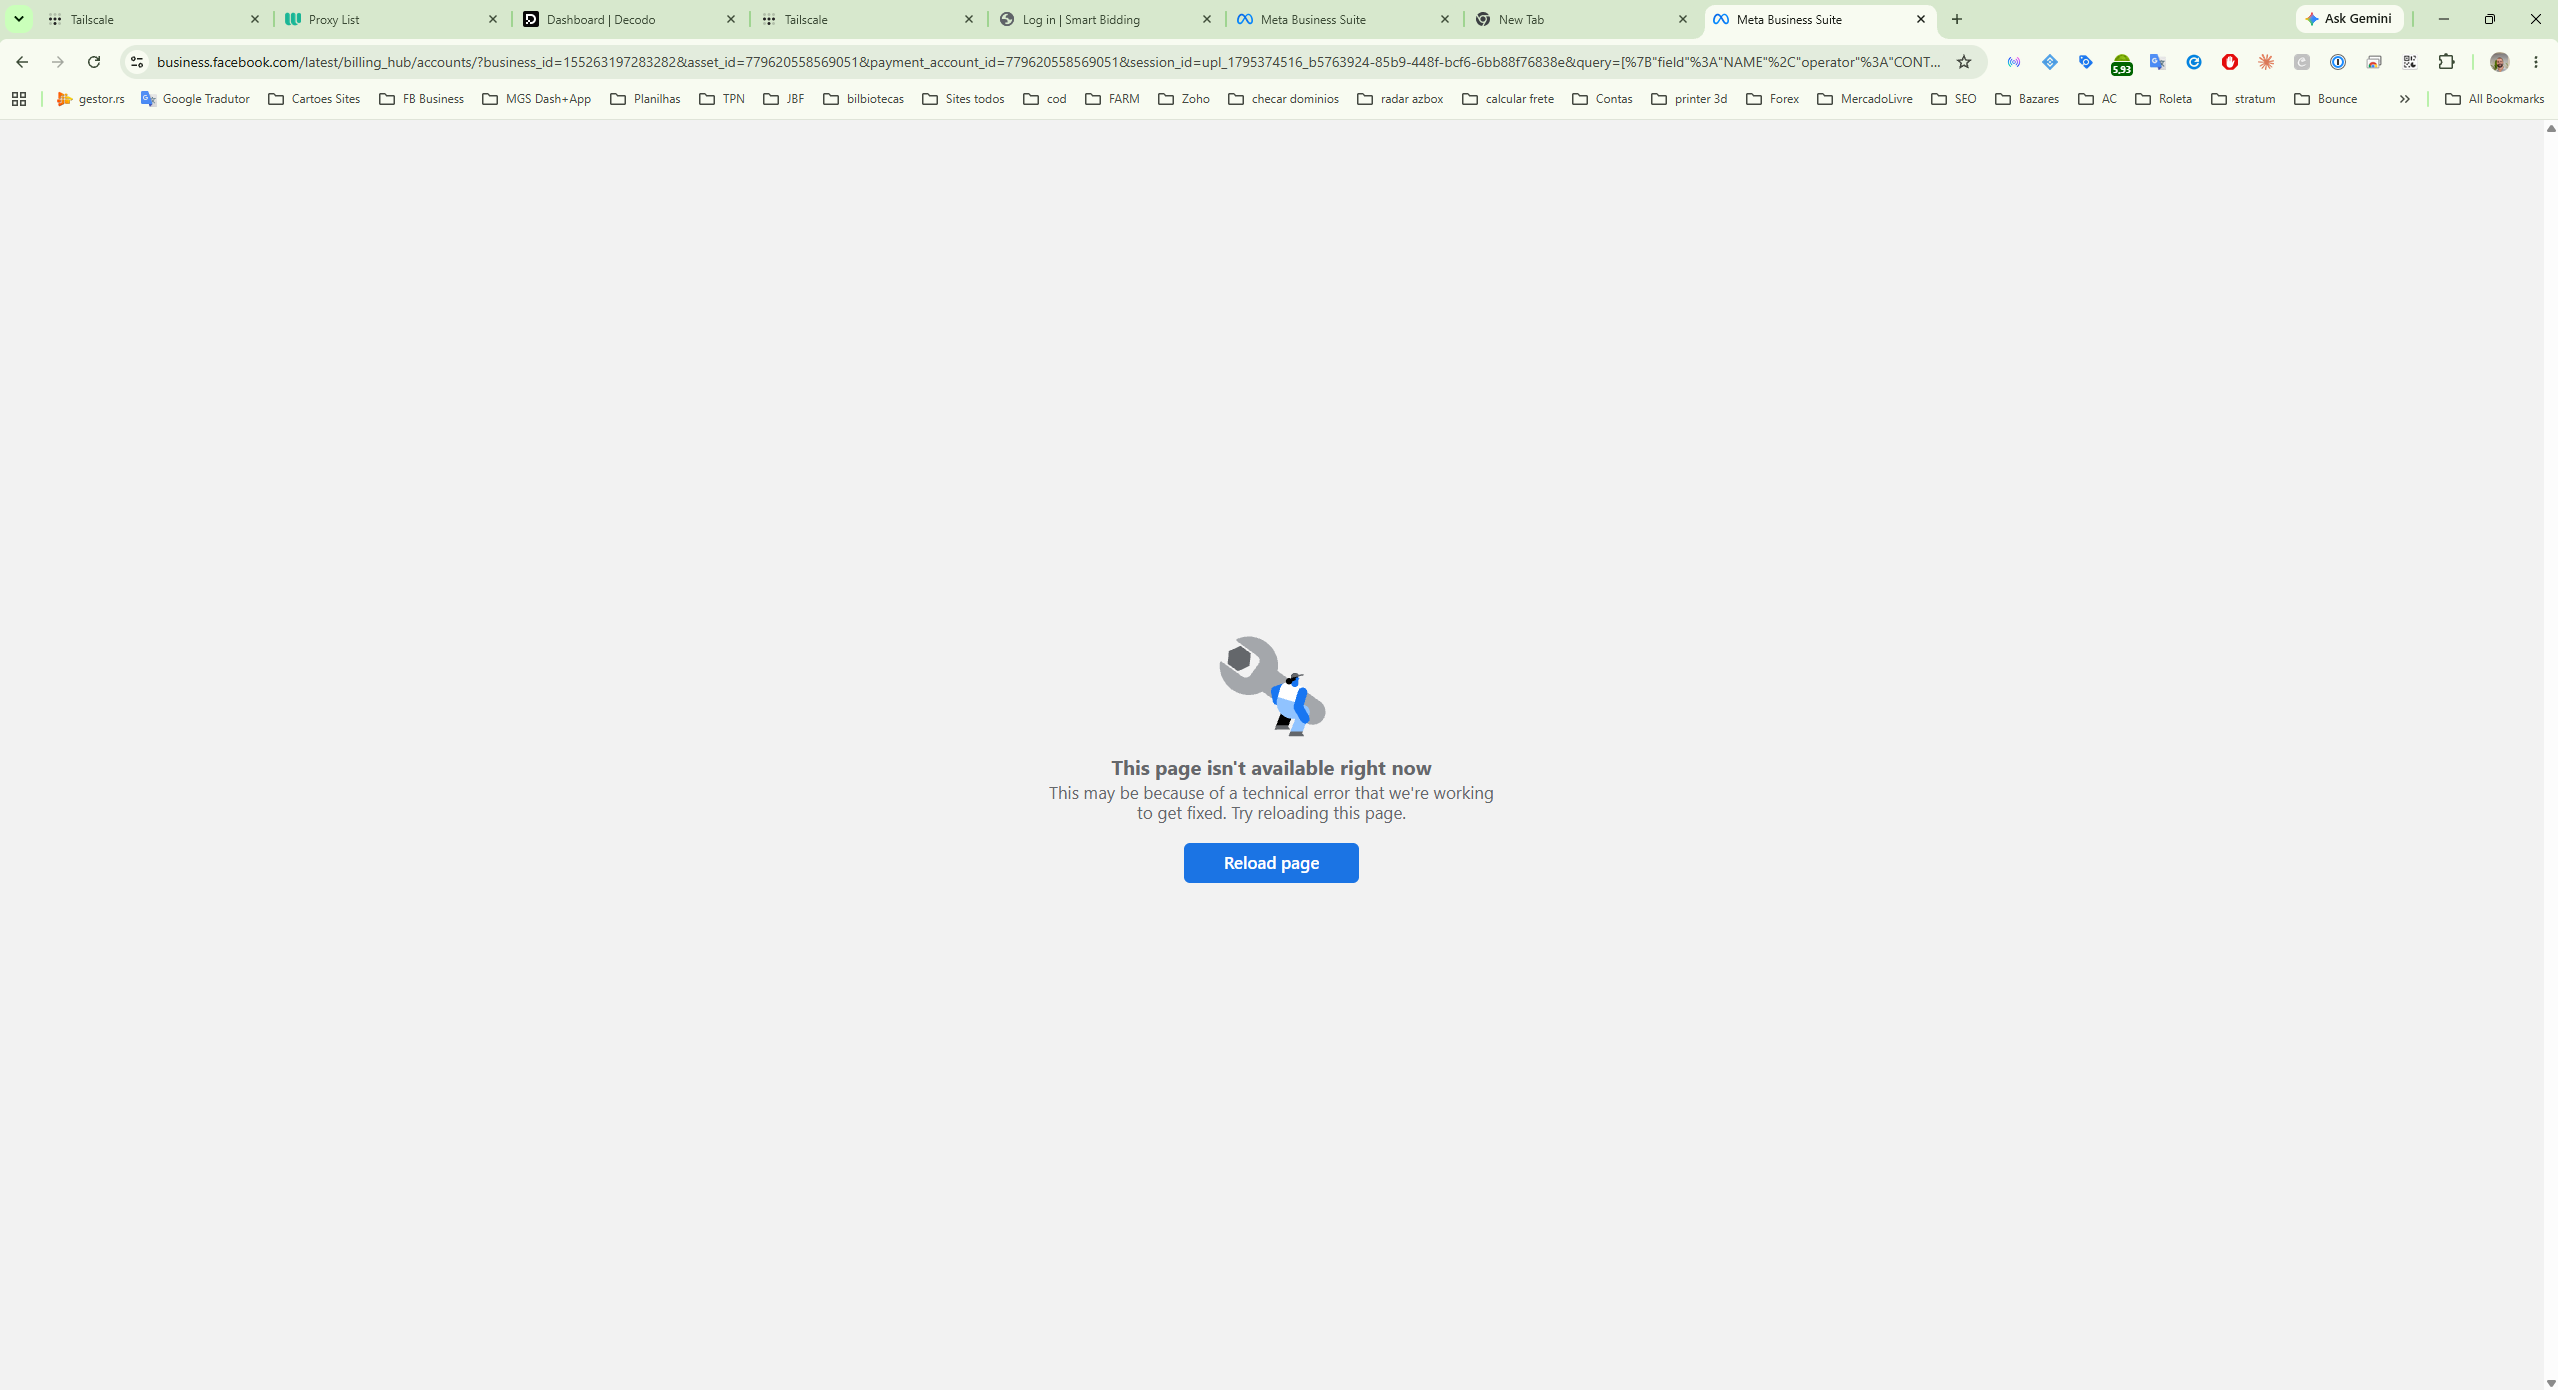 Tailscale
Proxy List
Dashboard | Decodo
Tailscale
Log in | Smart Bidding
Meta Business Suite
New Tab
Meta Business Suite
Ask Gemini
business.facebook.com/latest/billing_hub/accounts/?business_id=155263197283282&asset_id=779620558569051&payment_account_id=779620558569051&session_id=upl_1795374516_b5763924-85b9-448f-bcf6-6bb88f76838e&query=[%7B"field"%3A"NAME"%2C"operator"%3A"CONT...
5,93
gestor.rs
Google Tradutor
Cartoes Sites
FB Business
MGS Dash+App
Planilhas
TPN
JBF
bilbiotecas
Sites todos
cod
FARM
Zoho
checar dominios
radar azbox
calcular frete
Contas
printer 3d
Forex
MercadoLivre
SEO
Bazares
AC
Roleta
stratum
Bounce
All Bookmarks
This page isn't available right now
This may be because of a technical error that we're working
to get fixed. Try reloading this page.
Reload page